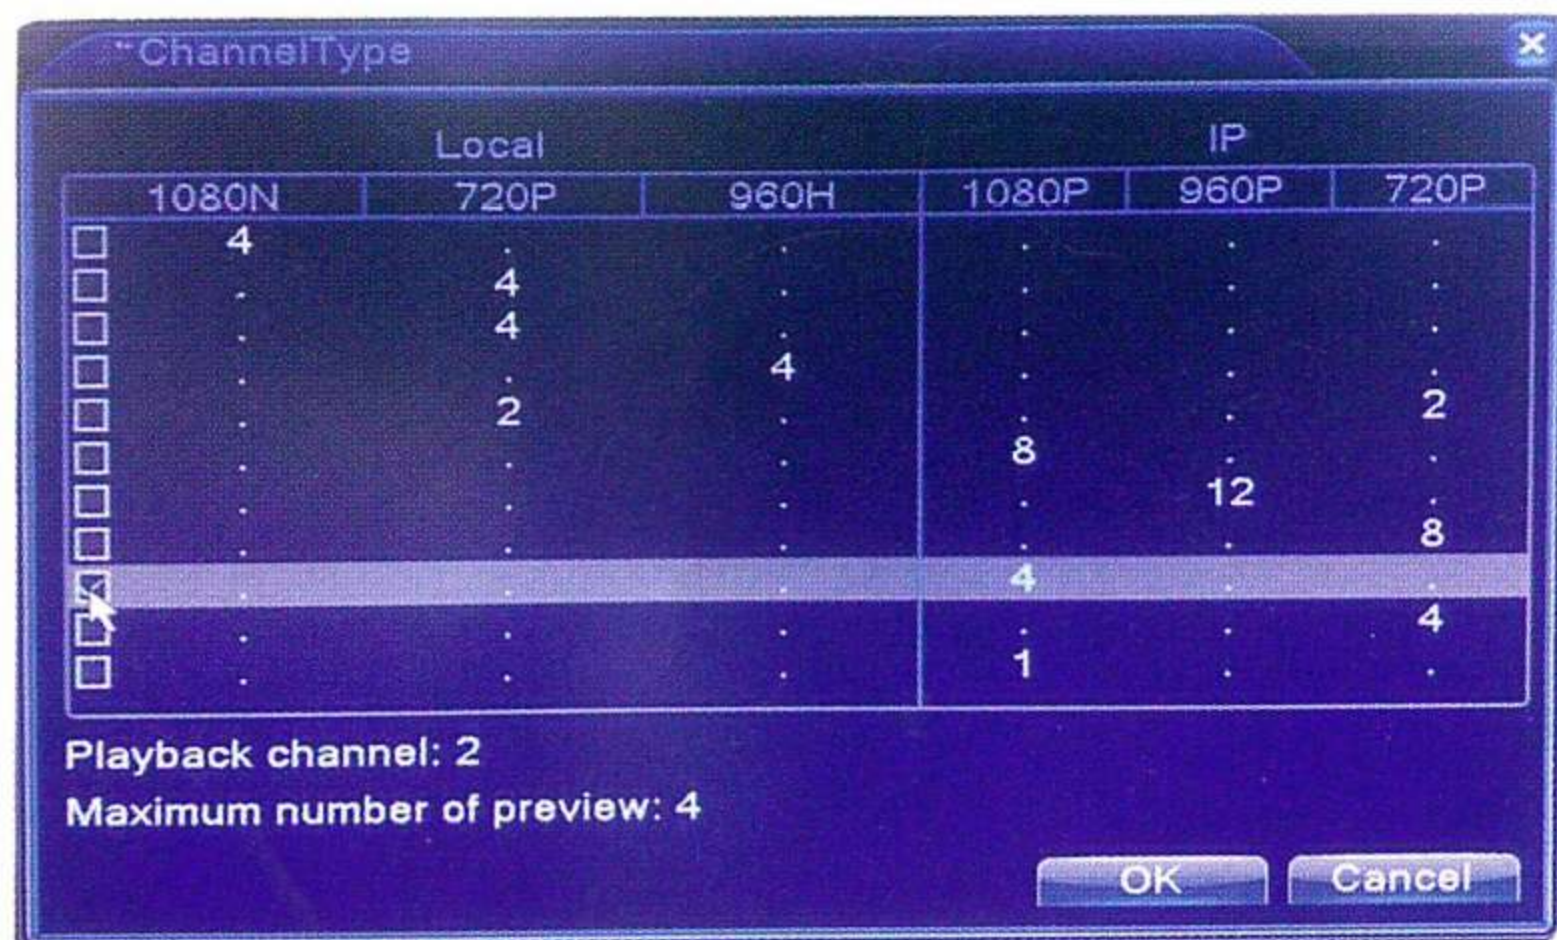 ChannelType
Local IP
1080N 720P 960H 1080P 960P 720P
4 . . . . .
. 4 . . . .
. 4 . . . .
. . 4 . . .
. 2 . . . 2
. . . 8 . .
. . . . 12 .
. . . . . 8
. . . 4 . .
. . . . . 4
. . . 1 . .
Playback channel: 2
Maximum number of preview: 4
OK Cancel